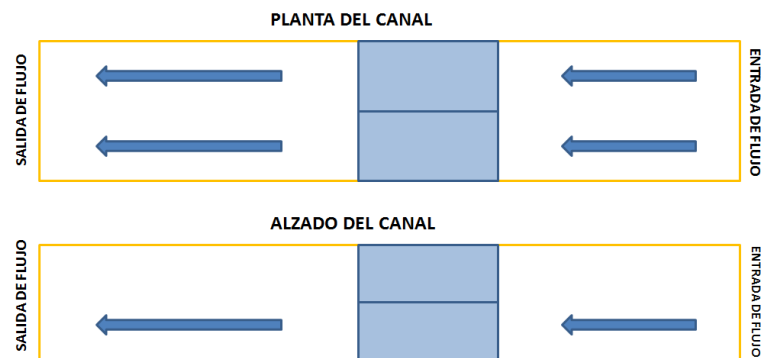 PLANTA DEL CANAL
SALIDA DE FLUJO
ENTRADA DE FLUJO
ALZADO DEL CANAL
SALIDA DE FLUJO
ENTRADA DE FLUJO